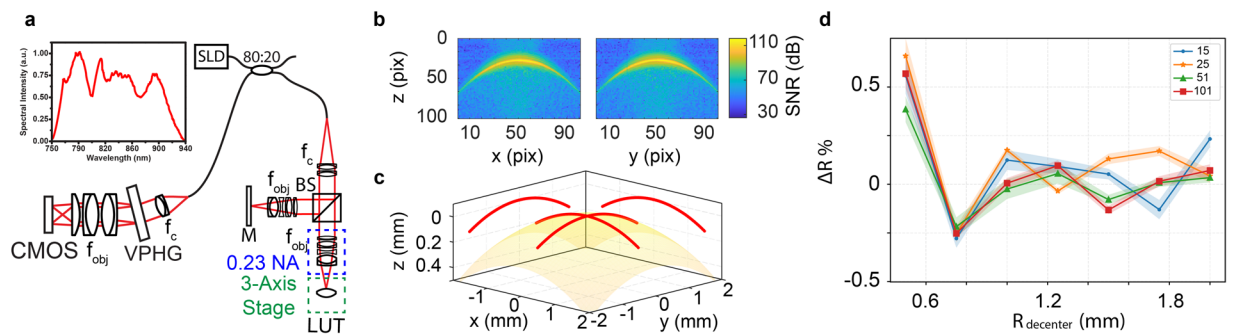 a
Spectral Intensity (a.u.)
1.00
0.75
0.50
0.25
0.00
750 790 820 840 860 900 940
Wavelength (nm)
SLD
80:20
f_c
f_obj BS
M
f_obj
0.23 NA
3-Axis
Stage
LUT
CMOS
f_obj
VPHG
f_c
b
z (pix)
0
50
100
10 50 90
x (pix)
10 50 90
y (pix)
110
70
30
SNR (dB)
c
z (mm)
0
0.2
0.4
-1 0 1 2
x (mm)
-2 -1 0 1 2
y (mm)
d
ΔR %
0.5
0
-0.5
0.6 1.2 1.8
R decenter (mm)
15
25
51
101